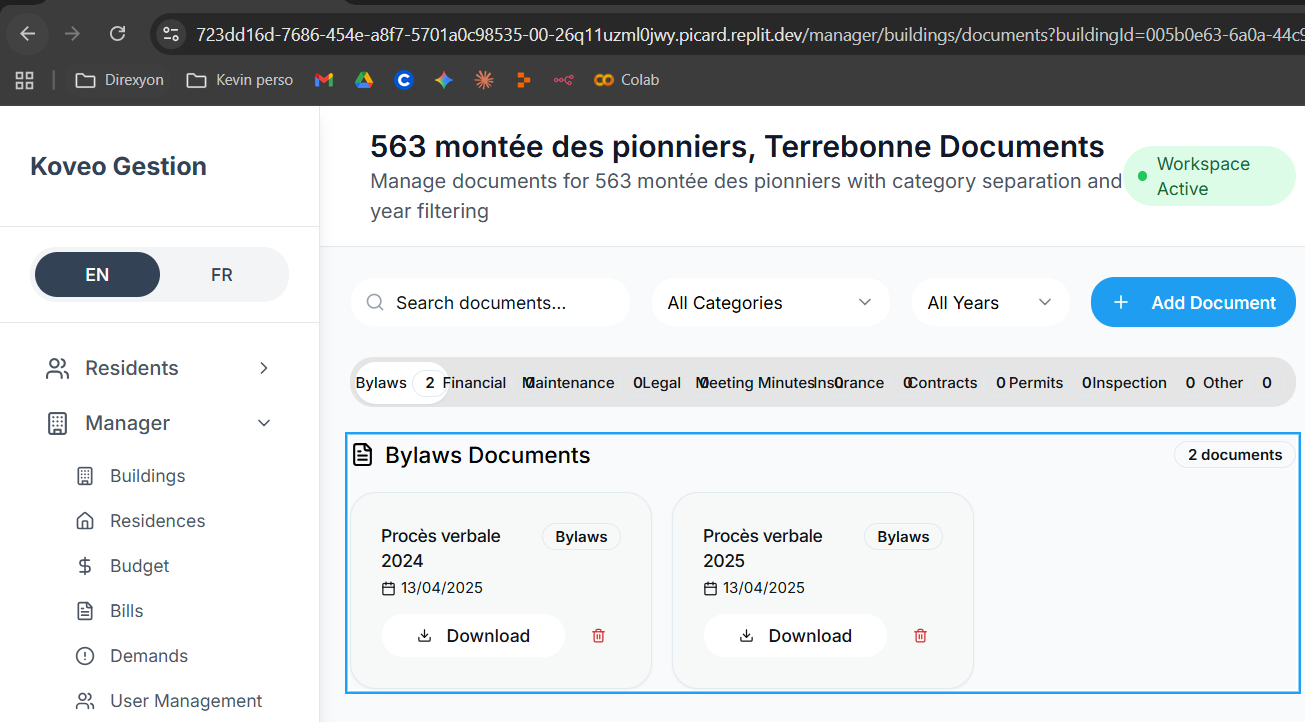 723dd16d-7686-454e-a8f7-5701a0c98535-00-26q11uzml0jwy.picard.replit.dev/manager/buildings/documents?buildingId=005b0e63-6a0a-44c9
Direxyon
Kevin perso
Colab
Koveo Gestion
EN
FR
Residents
Manager
Buildings
Residences
Budget
Bills
Demands
User Management
563 montée des pionniers, Terrebonne Documents
Manage documents for 563 montée des pionniers with category separation and
year filtering
Workspace
Active
Search documents...
All Categories
All Years
Add Document
Bylaws 2 Financial 0 Maintenance 0 Legal 0 Meeting Minutes 0 Insurance 0 Contracts 0 Permits 0 Inspection 0 Other 0
Bylaws Documents
2 documents
Procès verbale
2024
Bylaws
13/04/2025
Download
Procès verbale
2025
Bylaws
13/04/2025
Download